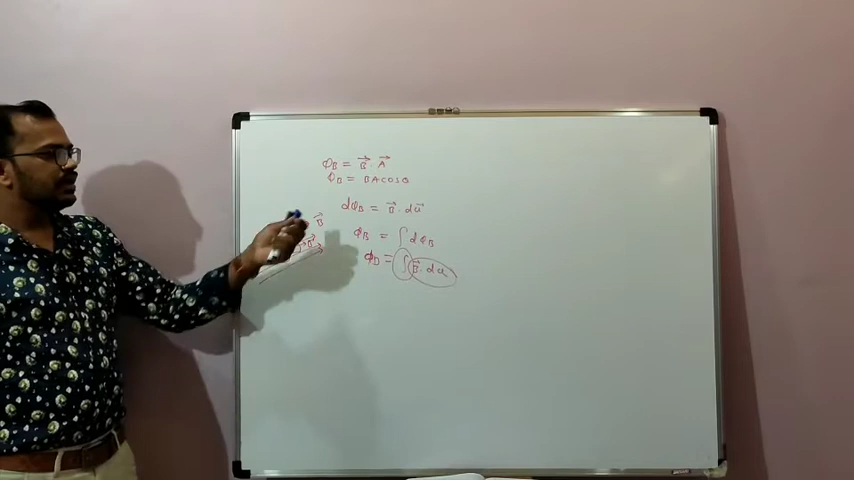 ϕB = B⃗ · A⃗
ϕB = BACOSθ
dϕB = B⃗ · da⃗
B⃗
ϕB = ∫dϕB
B⃗
ϕB = ∫B⃗ · da⃗